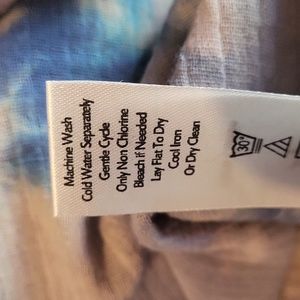 Machine Wash
Cold Water Separately
Gentle Cycle
Only Non Chlorine
Bleach if Needed
Lay Flat To Dry
Cool Iron
Or Dry Clean
30°